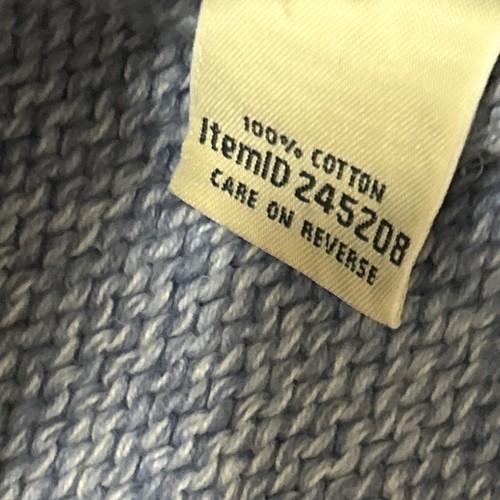 100% COTTON
ItemID 245208
CARE ON REVERSE